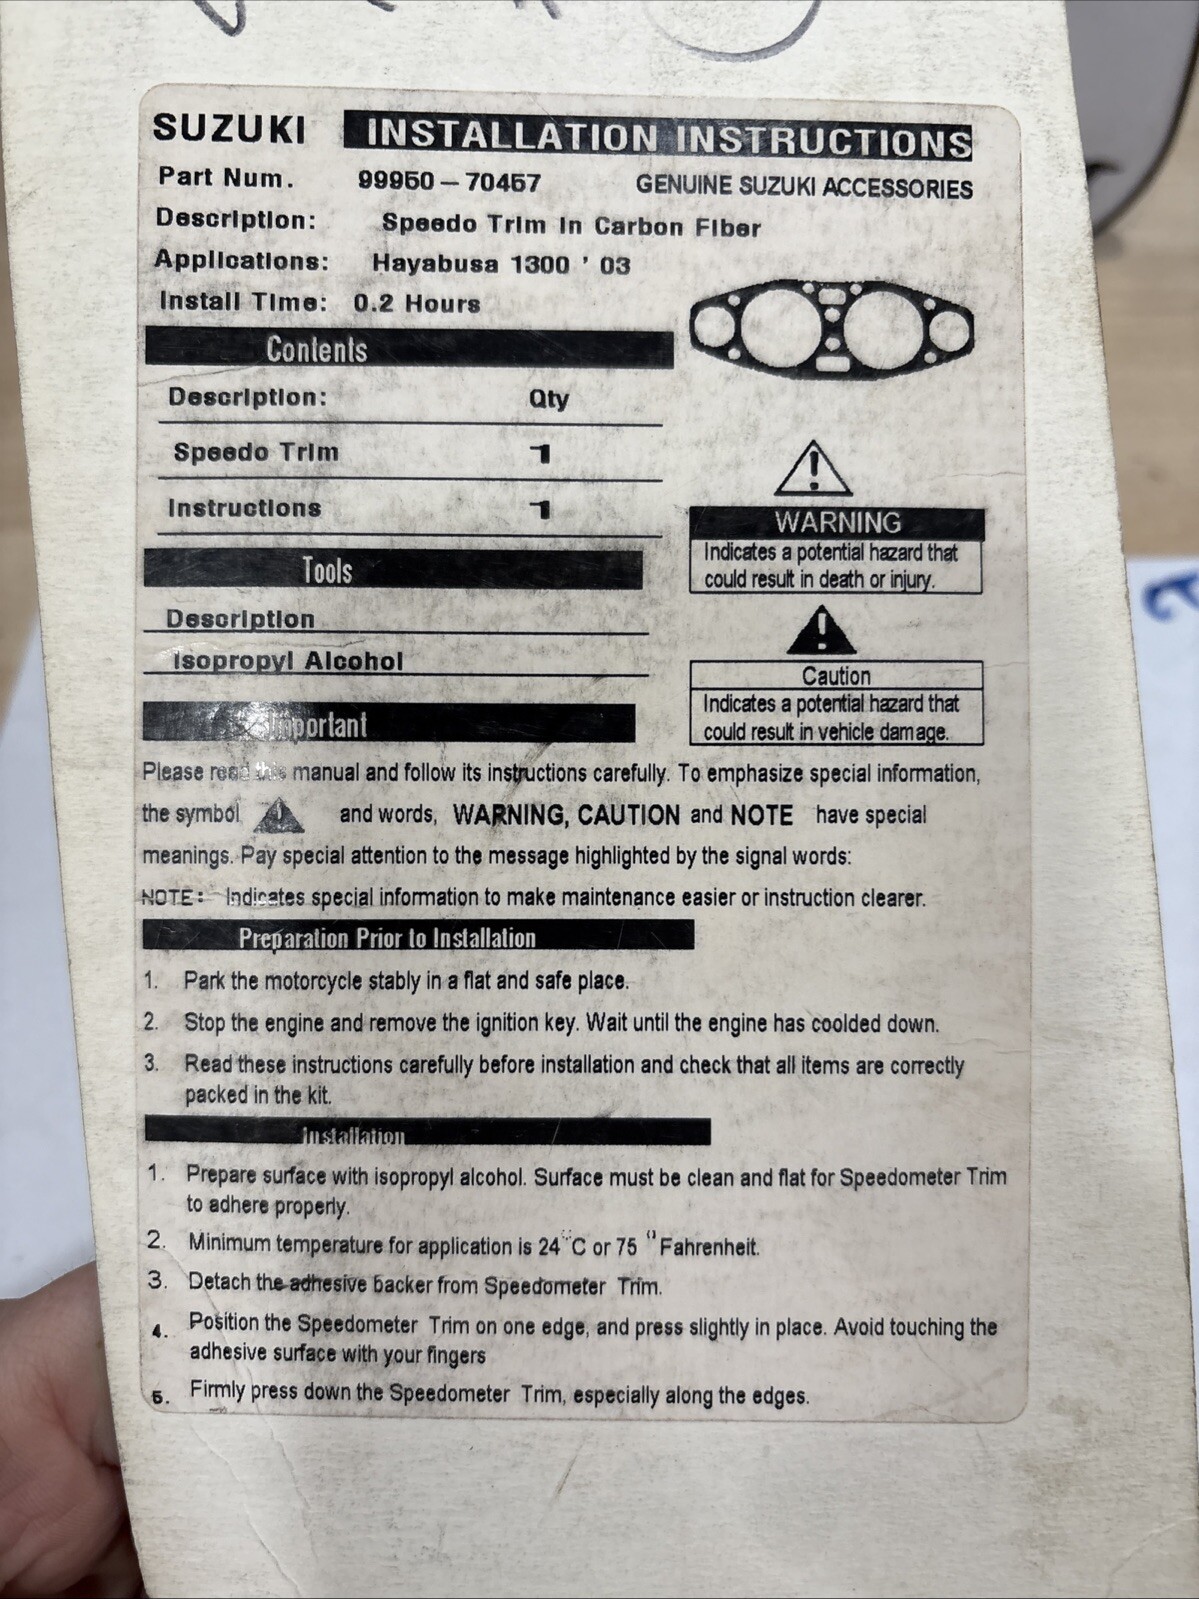 SUZUKI INSTALLATION INSTRUCTIONS
Part Num. 99950-70457 GENUINE SUZUKI ACCESSORIES
Description: Speedo Trim in Carbon Fiber
Applications: Hayabusa 1300 ' 03
Install Time: 0.2 Hours
Contents
Description: Qty
Speedo Trim 1
Instructions 1
Tools
Description
Isopropyl Alcohol
!
WARNING
Indicates a potential hazard that
could result in death or injury.
!
Caution
Indicates a potential hazard that
could result in vehicle damage.
Important
Please read this manual and follow its instructions carefully. To emphasize special information,
the symbol ! and words, WARNING, CAUTION and NOTE have special
meanings. Pay special attention to the message highlighted by the signal words:
NOTE: Indicates special information to make maintenance easier or instruction clearer.
Preparation Prior to Installation
1. Park the motorcycle stably in a flat and safe place.
2. Stop the engine and remove the ignition key. Wait until the engine has coolded down.
3. Read these instructions carefully before installation and check that all items are correctly
packed in the kit.
Installation
1. Prepare surface with isopropyl alcohol. Surface must be clean and flat for Speedometer Trim
to adhere properly.
2. Minimum temperature for application is 24 °C or 75 ° Fahrenheit.
3. Detach the adhesive backer from Speedometer Trim.
4. Position the Speedometer Trim on one edge, and press slightly in place. Avoid touching the
adhesive surface with your fingers
5. Firmly press down the Speedometer Trim, especially along the edges.